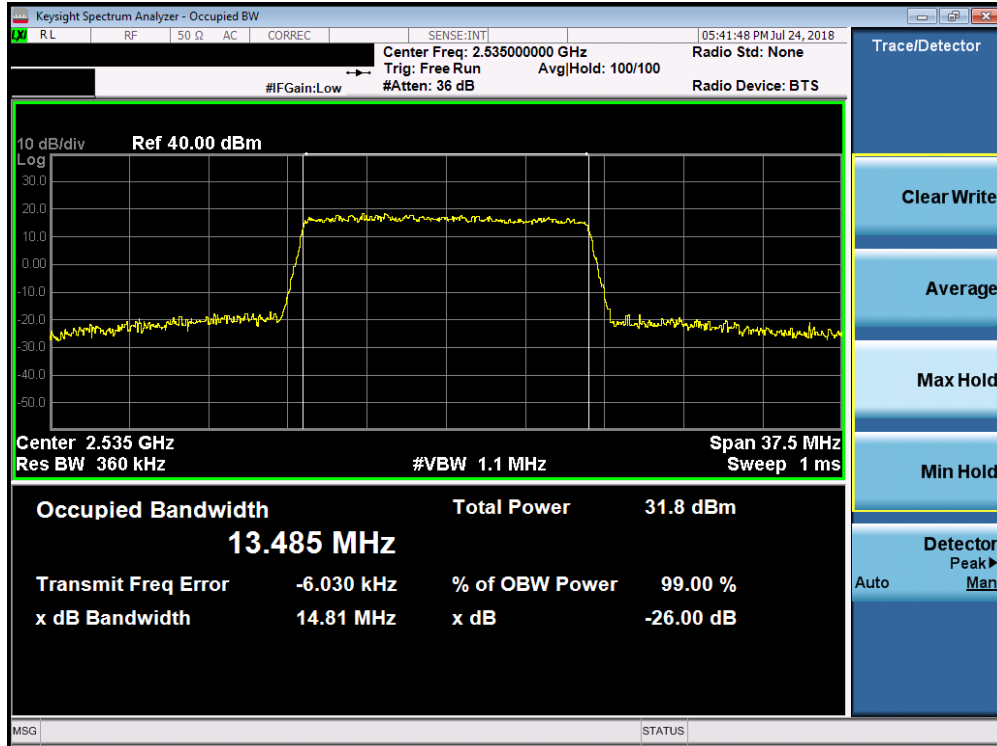 Keysight Spectrum Analyzer - Occupied BW
LXI RL RF 50 Ω AC CORREC SENSE:INT 05:41:48 PM Jul 24, 2018
Center Freq: 2.535000000 GHz Radio Std: None
Trig: Free Run Avg|Hold: 100/100
#IFGain:Low #Atten: 36 dB Radio Device: BTS
Trace/Detector
10 dB/div Ref 40.00 dBm
Log
30.0
20.0
10.0
0.00
-10.0
-20.0
-30.0
-40.0
-50.0
Center 2.535 GHz Span 37.5 MHz
Res BW 360 kHz #VBW 1.1 MHz Sweep 1 ms
Occupied Bandwidth Total Power 31.8 dBm
13.485 MHz
Transmit Freq Error -6.030 kHz % of OBW Power 99.00 %
x dB Bandwidth 14.81 MHz x dB -26.00 dB
Clear Write
Average
Max Hold
Min Hold
Detector
Peak▶
Auto Man
MSG STATUS